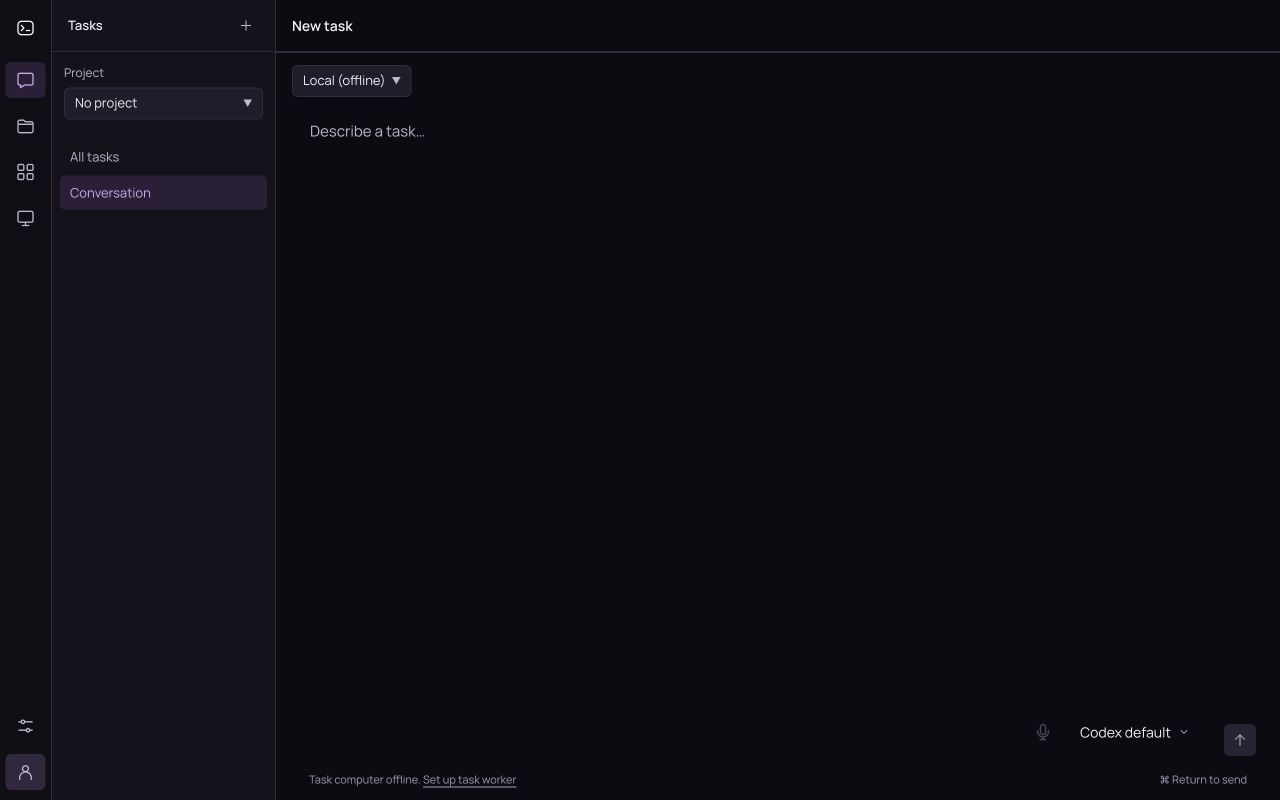 Tasks
New task
Project
No project
All tasks
Conversation
Local (offline)
Describe a task...
Codex default
Task computer offline. Set up task worker
⌘ Return to send